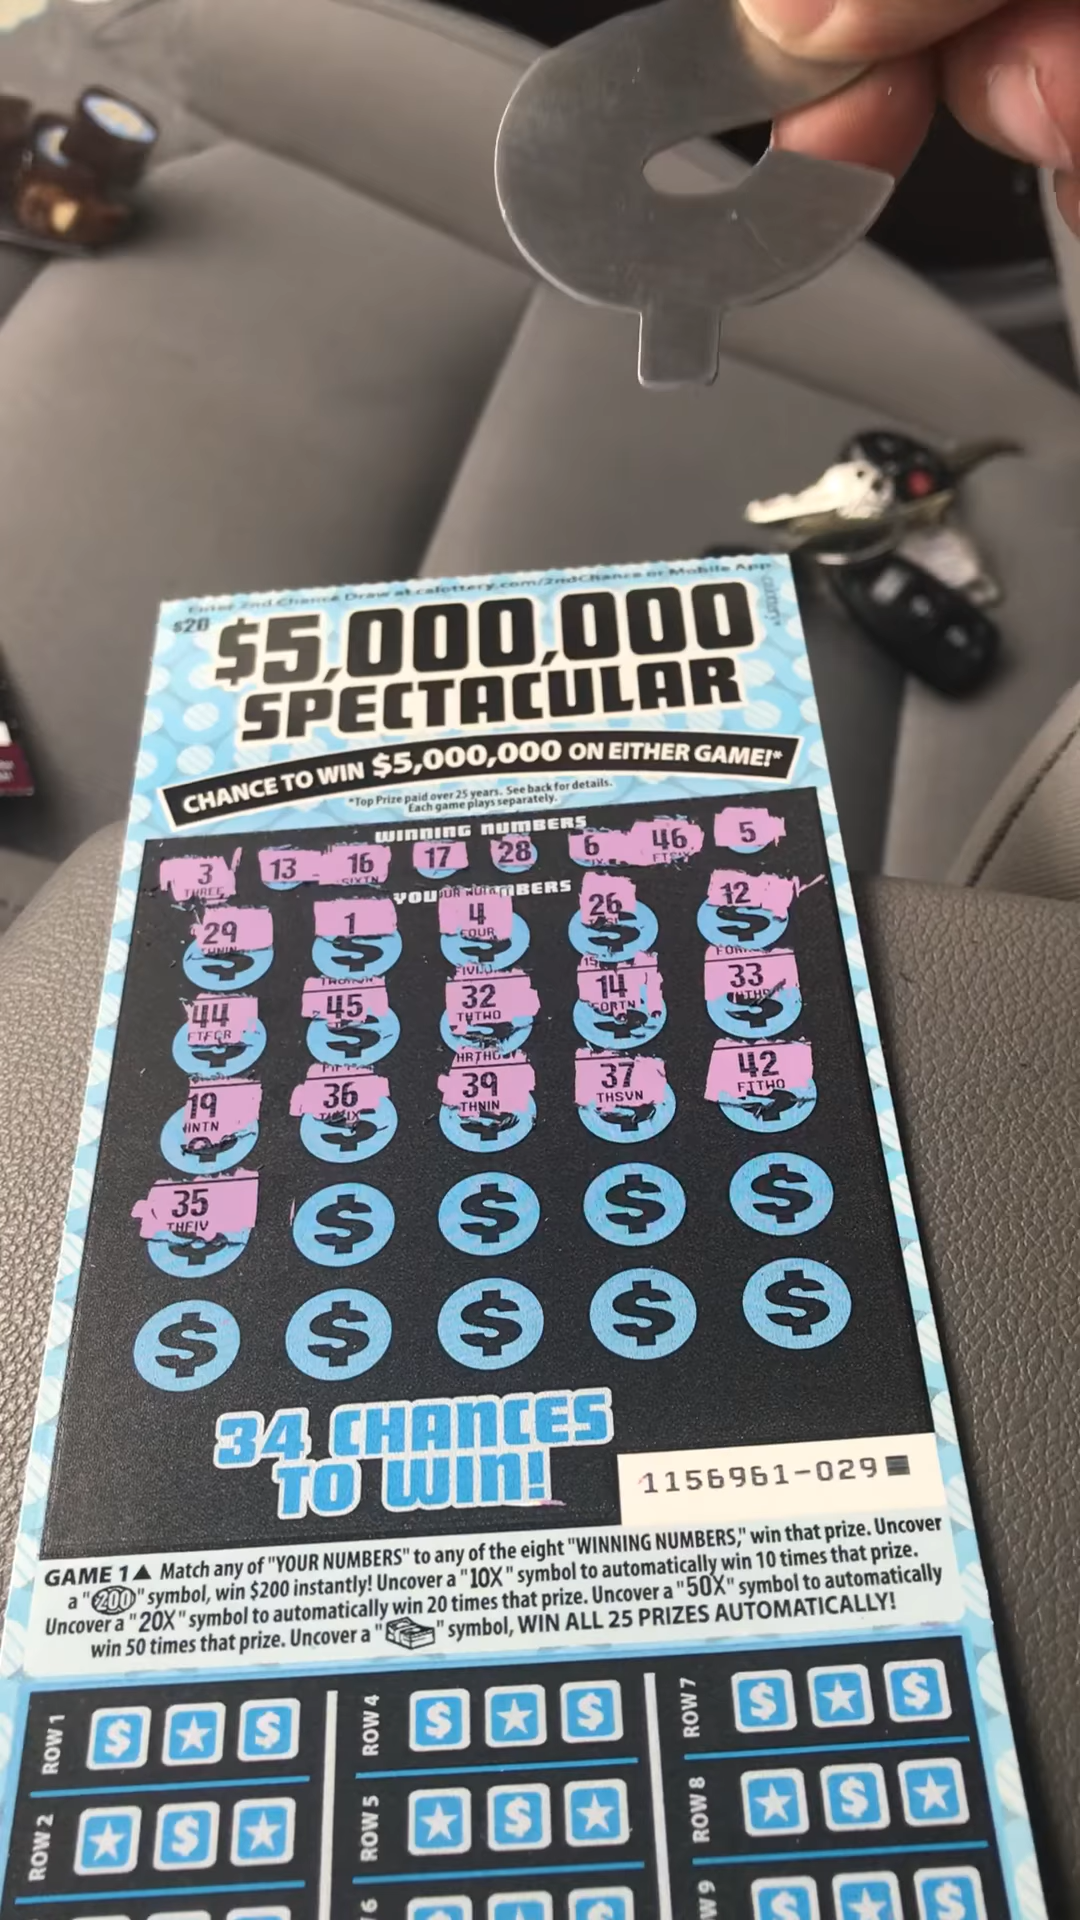 Enter 2nd Chance Draw at calottery.com/2ndChance or Mobile App
$20
$5,000,000
SPECTACULAR
CHANCE TO WIN $5,000,000 ON EITHER GAME!*
*Top Prize paid over 25 years. See back for details.
Each game plays separately.
WINNING NUMBERS
3 13 16 17 28 6 46 5
THREE SIXTN
29 1 4 26 12
FOUR
44 45 32 14 33
THTWO FORTN
19 36 39 37 42
THNIN THSVN FTTWO
35
THFIV
34 CHANCES
TO WIN!
1156961-029
GAME 1▲ Match any of "YOUR NUMBERS" to any of the eight "WINNING NUMBERS," win that prize. Uncover
a "200" symbol, win $200 instantly! Uncover a "10X" symbol to automatically win 10 times that prize.
Uncover a "20X" symbol to automatically win 20 times that prize. Uncover a "50X" symbol to automatically
win 50 times that prize. Uncover a " " symbol, WIN ALL 25 PRIZES AUTOMATICALLY!
ROW 1
ROW 4
ROW 7
ROW 2
ROW 5
ROW 8
6
W 9